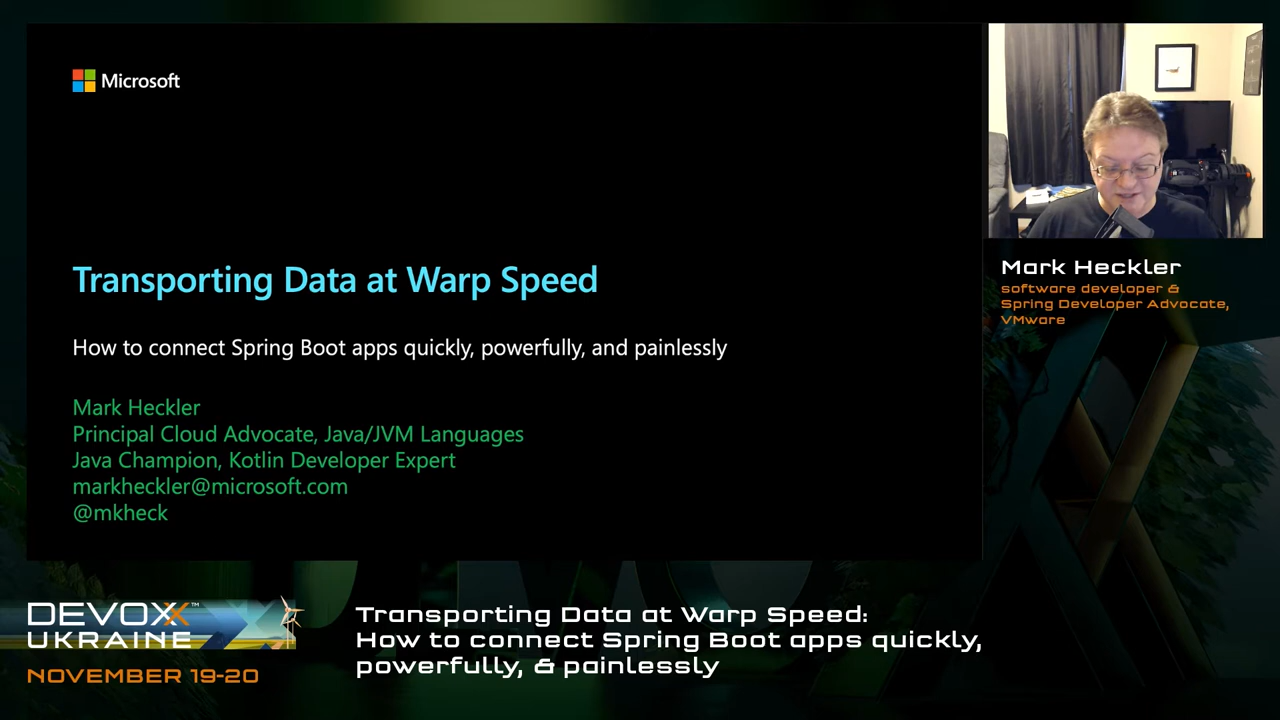 Microsoft
Transporting Data at Warp Speed
How to connect Spring Boot apps quickly, powerfully, and painlessly
Mark Heckler
Principal Cloud Advocate, Java/JVM Languages
Java Champion, Kotlin Developer Expert
markheckler@microsoft.com
@mkheck
Mark Heckler
software developer &
Spring Developer Advocate,
VMware
DEVOXX™
UKRAINE
NOVEMBER 19-20
Transporting Data at Warp Speed:
How to connect Spring Boot apps quickly,
powerfully, & painlessly